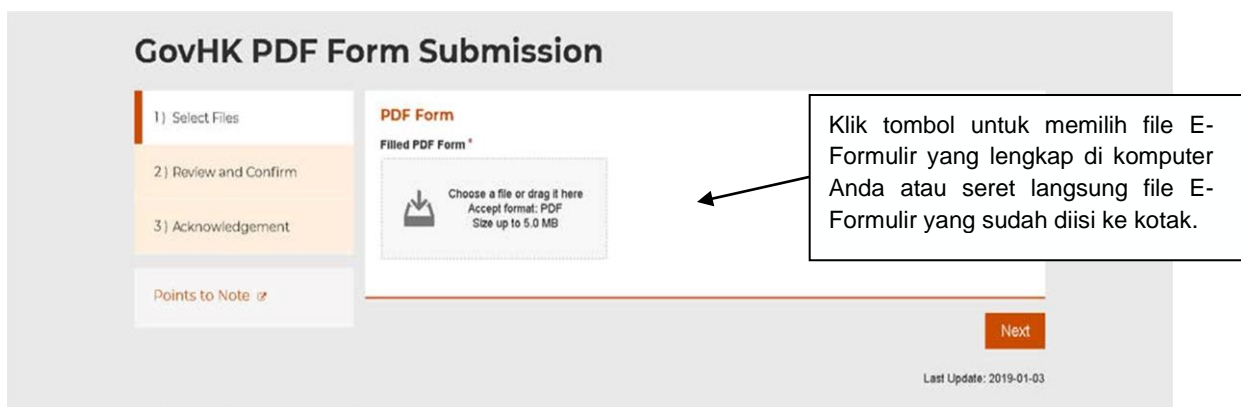 GovHK PDF Form Submission
1) Select Files
2) Review and Confirm
3) Acknowledgement
Points to Note
PDF Form
Filled PDF Form *
Choose a file or drag it here
Accept format: PDF
Size up to 5.0 MB
Klik tombol untuk memilih file E-
Formulir yang lengkap di komputer
Anda atau seret langsung file E-
Formulir yang sudah diisi ke kotak.
Next
Last Update: 2019-01-03